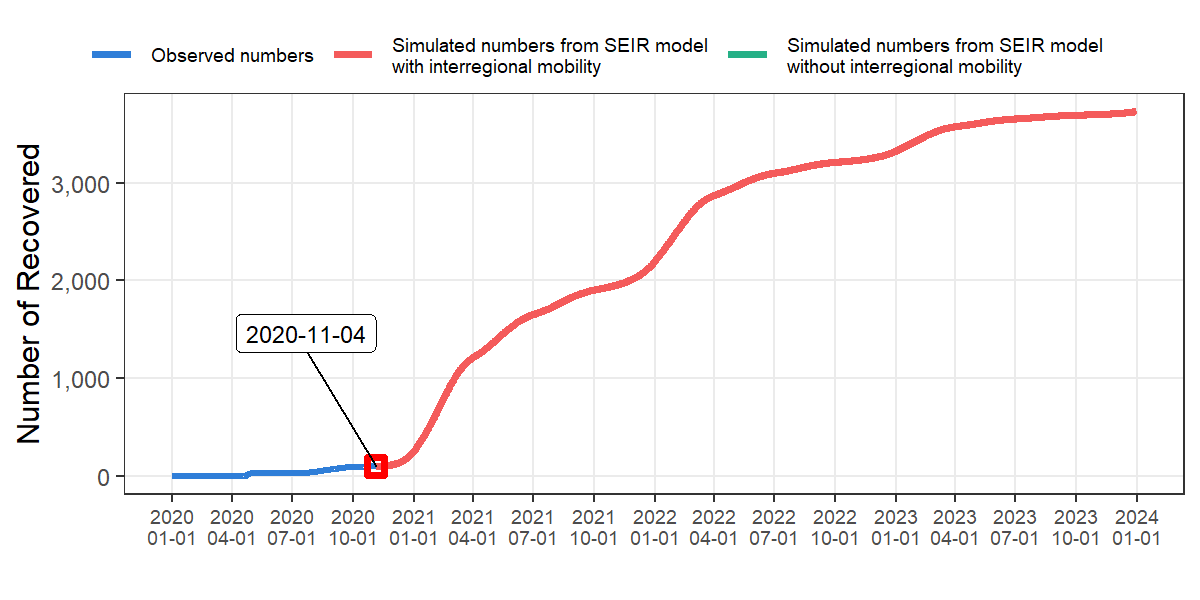 Observed numbers
Simulated numbers from SEIR model
with interregional mobility
Simulated numbers from SEIR model
without interregional mobility
Number of Recovered
3,000
2,000
1,000
0
2020-11-04
2020 2020 2020 2020 2021 2021 2021 2021 2022 2022 2022 2022 2023 2023 2023 2023 2024
01-01 04-01 07-01 10-01 01-01 04-01 07-01 10-01 01-01 04-01 07-01 10-01 01-01 04-01 07-01 10-01 01-01